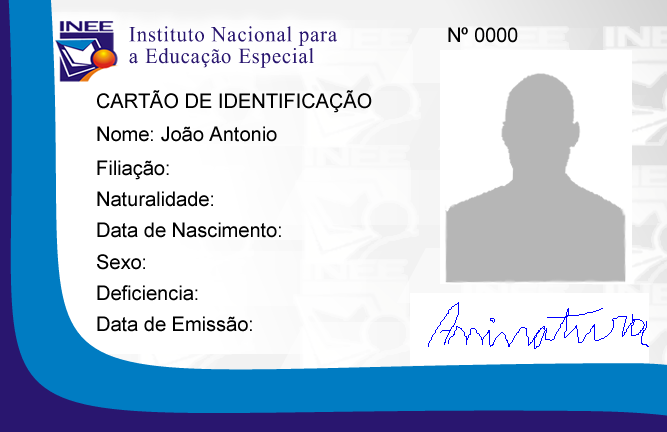 INEE
Instituto Nacional para
a Educação Especial
Nº 0000
CARTÃO DE IDENTIFICAÇÃO
Nome: João Antonio
Filiação:
Naturalidade:
Data de Nascimento:
Sexo:
Deficiencia:
Data de Emissão:
Assinatura